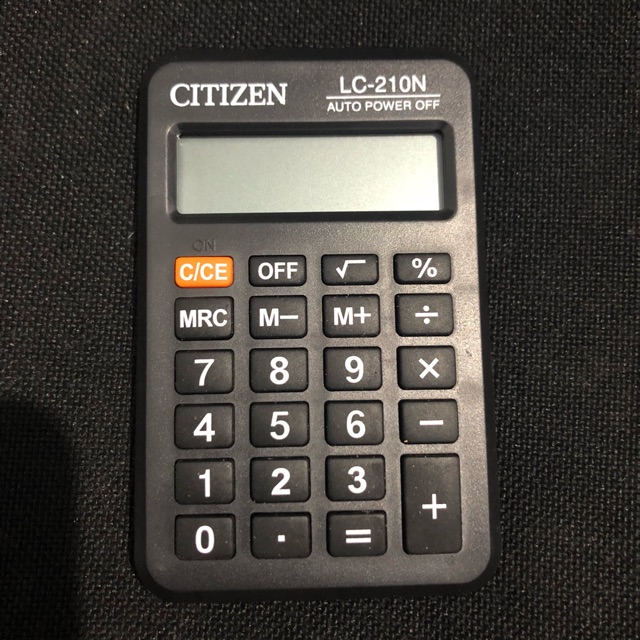 CITIZEN LC-210N
AUTO POWER OFF
ON
C/CE OFF √ %
MRC M− M+ ÷
7 8 9 ×
4 5 6 −
1 2 3 +
0 . =